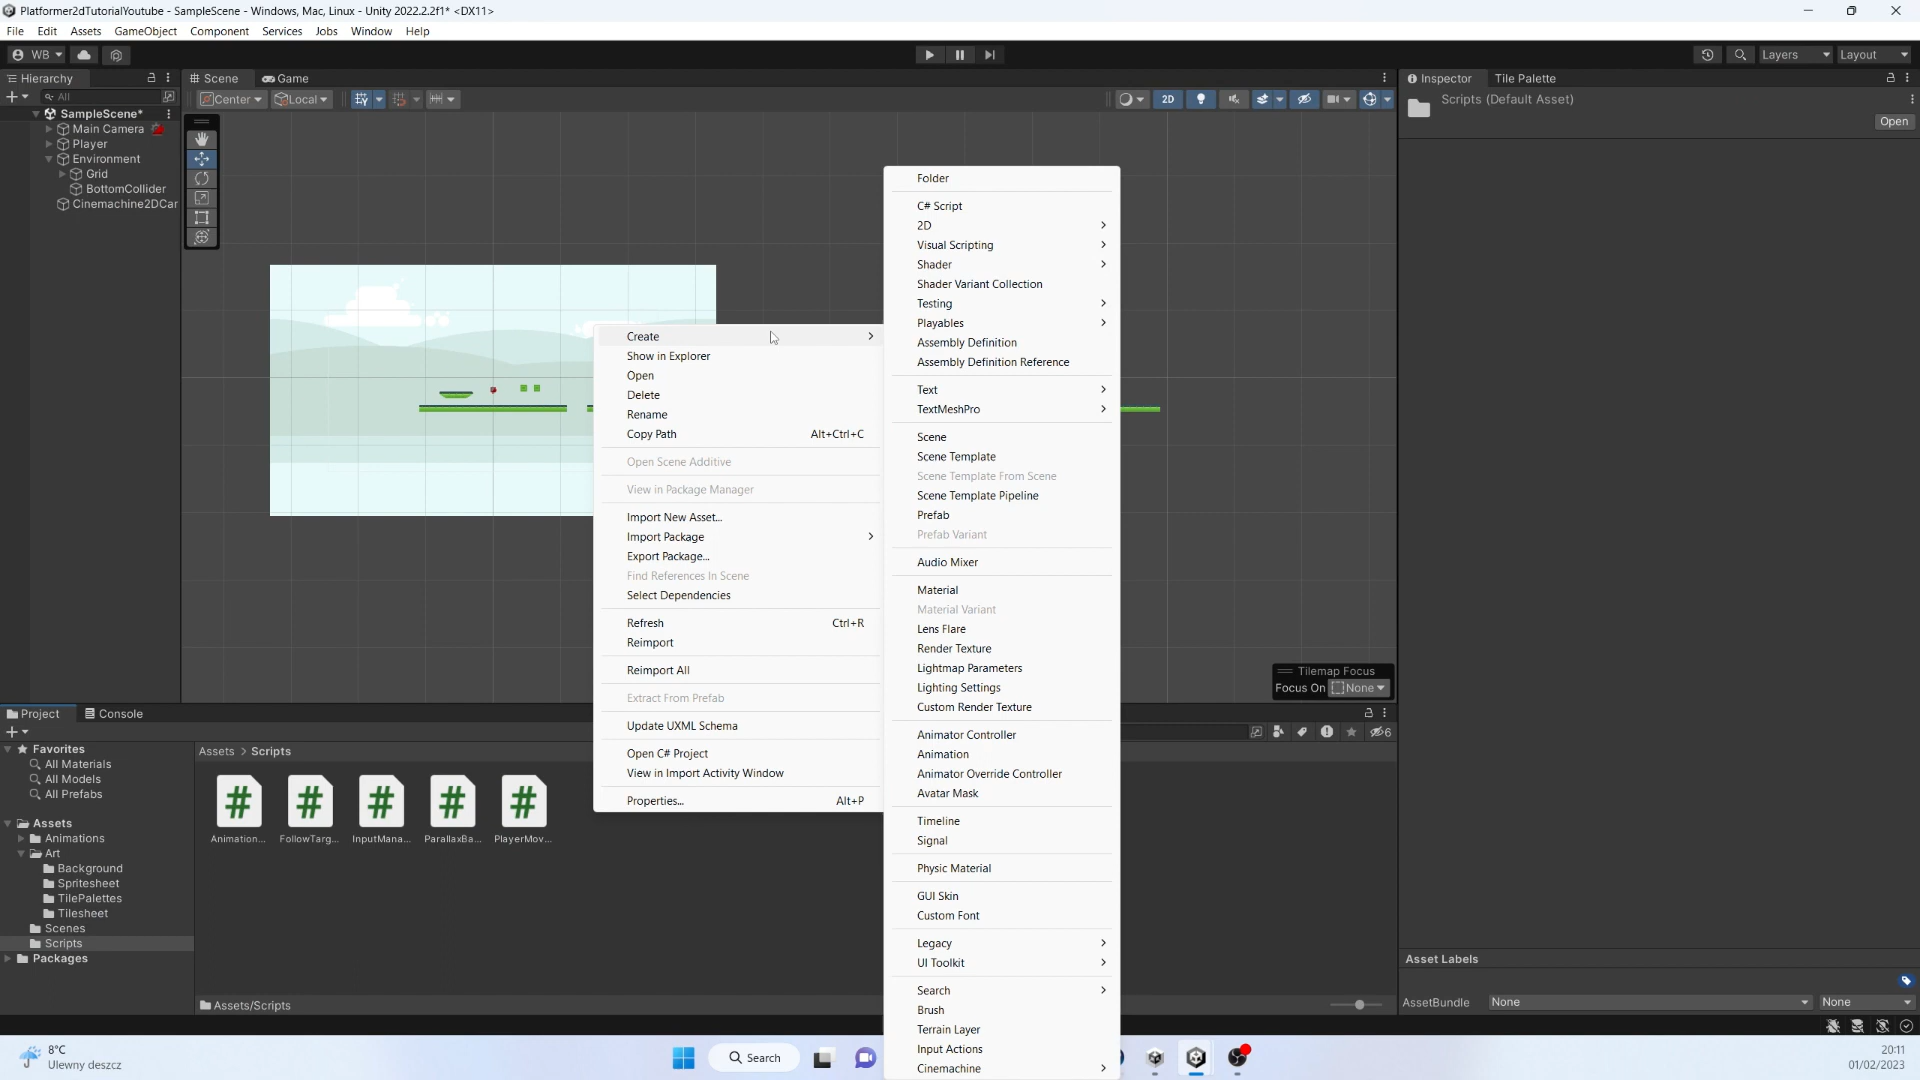 Platformer2dTutorialYoutube - SampleScene - Windows, Mac, Linux - Unity 2022.2.2f1* <DX11>
File Edit Assets GameObject Component Services Jobs Window Help
WB Layers Layout
Hierarchy Scene Game Inspector Tile Palette
All Center Local 2D Scripts (Default Asset)
Open
SampleScene*
Main Camera
Player
Environment
Grid
BottomCollider
Cinemachine2DCar
Create
Show in Explorer
Open
Delete
Rename
Copy Path Alt+Ctrl+C
Open Scene Additive
View in Package Manager
Import New Asset...
Import Package
Export Package...
Find References In Scene
Select Dependencies
Refresh Ctrl+R
Reimport
Reimport All
Extract From Prefab
Update UXML Schema
Open C# Project
View in Import Activity Window
Properties... Alt+P
Folder
C# Script
2D
Visual Scripting
Shader
Shader Variant Collection
Testing
Playables
Assembly Definition
Assembly Definition Reference
Text
TextMeshPro
Scene
Scene Template
Scene Template From Scene
Scene Template Pipeline
Prefab
Prefab Variant
Audio Mixer
Material
Material Variant
Lens Flare
Render Texture
Lightmap Parameters
Lighting Settings
Custom Render Texture
Animator Controller
Animation
Animator Override Controller
Avatar Mask
Timeline
Signal
Physic Material
GUI Skin
Custom Font
Legacy
UI Toolkit
Search
Brush
Terrain Layer
Input Actions
Cinemachine
Tilemap Focus
Focus On None
Project Console
6
Favorites
All Materials
All Models
All Prefabs
Assets
Animations
Art
Background
Spritesheet
TilePalettes
Tilesheet
Scenes
Scripts
Packages
Assets > Scripts
# # # # #
Animation... FollowTarg... InputMana... ParallaxBa... PlayerMov...
Assets/Scripts
Asset Labels
AssetBundle None None
8°C
Ulewny deszcz
Search
20:11
01/02/2023